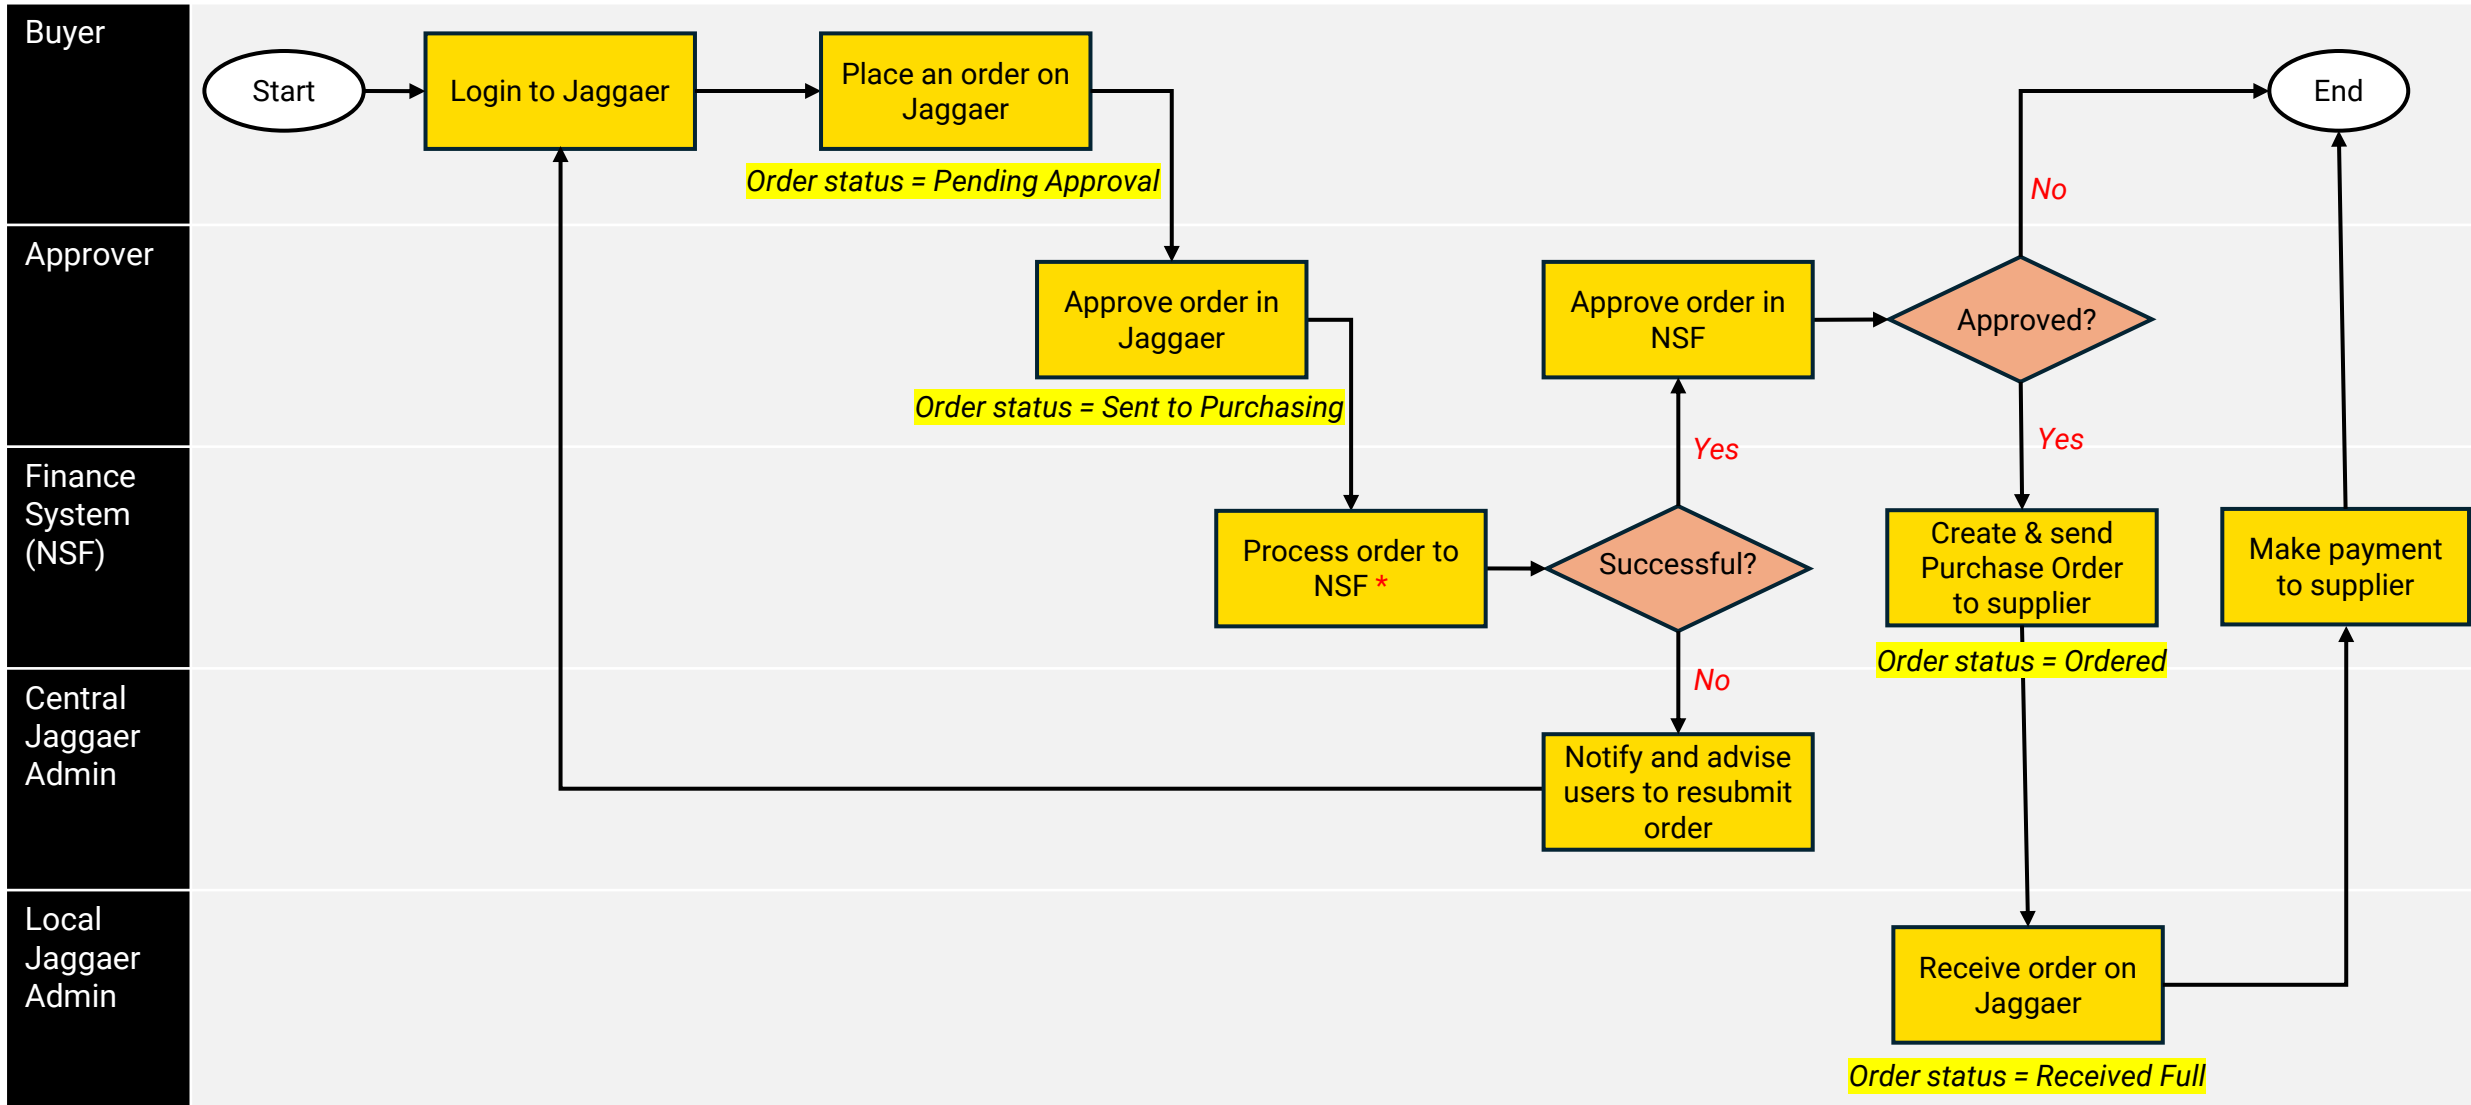 Buyer
Start
Login to Jaggaer
Place an order on
Jaggaer
End
Order status = Pending Approval
No
Approver
Approve order in
Jaggaer
Approve order in
NSF
Approved?
Order status = Sent to Purchasing
Yes
Yes
Finance
System
(NSF)
Process order to
NSF *
Successful?
Create & send
Purchase Order
to supplier
Make payment
to supplier
Order status = Ordered
No
Central
Jaggaer
Admin
Notify and advise
users to resubmit
order
Local
Jaggaer
Admin
Receive order on
Jaggaer
Order status = Received Full